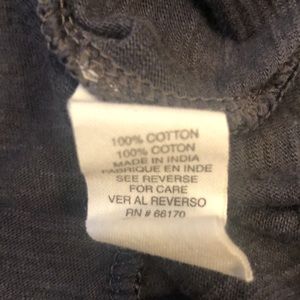 100% COTTON
100% COTON
MADE IN INDIA
FABRIQUE EN INDE
SEE REVERSE
FOR CARE
VER AL REVERSO
RN # 66170